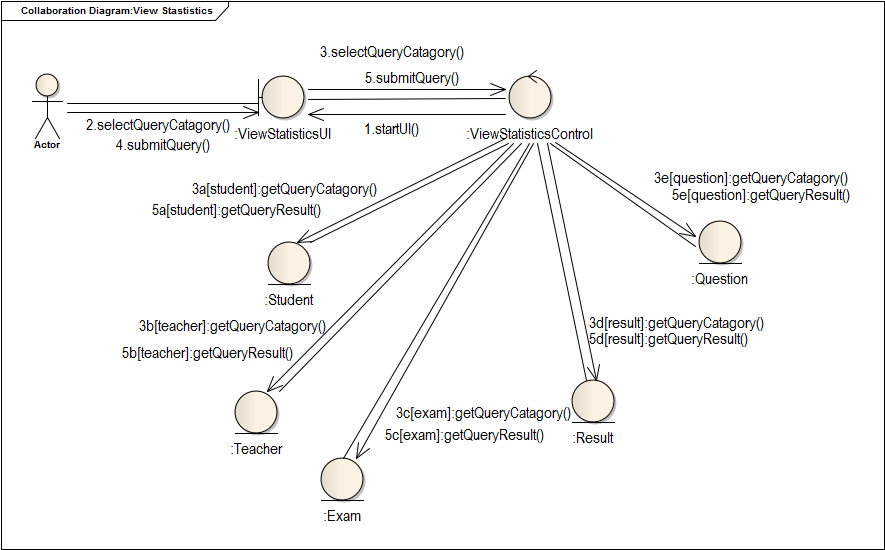 Collaboration Diagram:View Stastistics
3.selectQueryCatagory()
5.submitQuery()
1.startUI()
2.selectQueryCatagory()
4.submitQuery()
Actor
:ViewStatisticsUI
:ViewStatisticsControl
3a[student]:getQueryCatagory()
5a[student]:getQueryResult()
3e[question]:getQueryCatagory()
5e[question]:getQueryResult()
:Student
:Question
3b[teacher]:getQueryCatagory()
5b[teacher]:getQueryResult()
3d[result]:getQueryCatagory()
5d[result]:getQueryResult()
3c[exam]:getQueryCatagory()
5c[exam]:getQueryResult()
:Teacher
:Result
:Exam